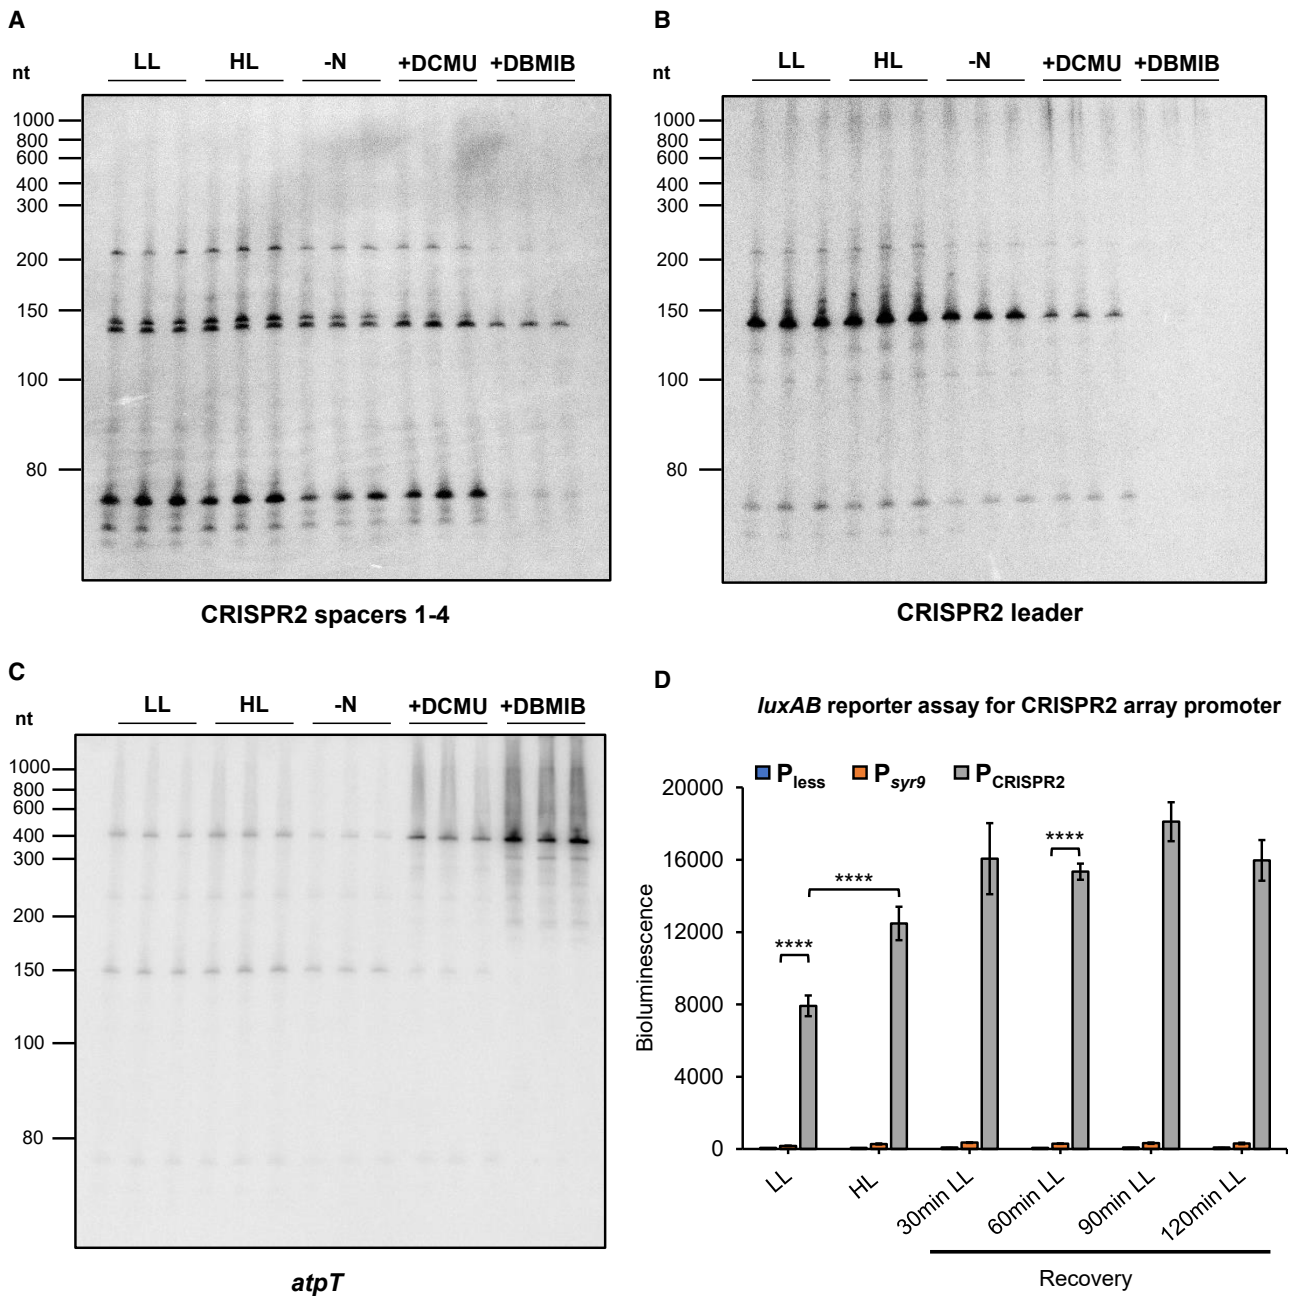 A
LL HL -N +DCMU +DBMIB
nt
1000
800
600
400
300
200
150
100
80
CRISPR2 spacers 1-4
B
LL HL -N +DCMU +DBMIB
nt
1000
800
600
400
300
200
150
100
80
CRISPR2 leader
C
LL HL -N +DCMU +DBMIB
nt
1000
800
600
400
300
200
150
100
80
atpT
D
luxAB reporter assay for CRISPR2 array promoter
Pless Psyr9 PCRISPR2
20000
16000
12000
8000
4000
0
Bioluminescence
**** **** ****
LL HL 30min LL 60min LL 90min LL 120min LL
Recovery